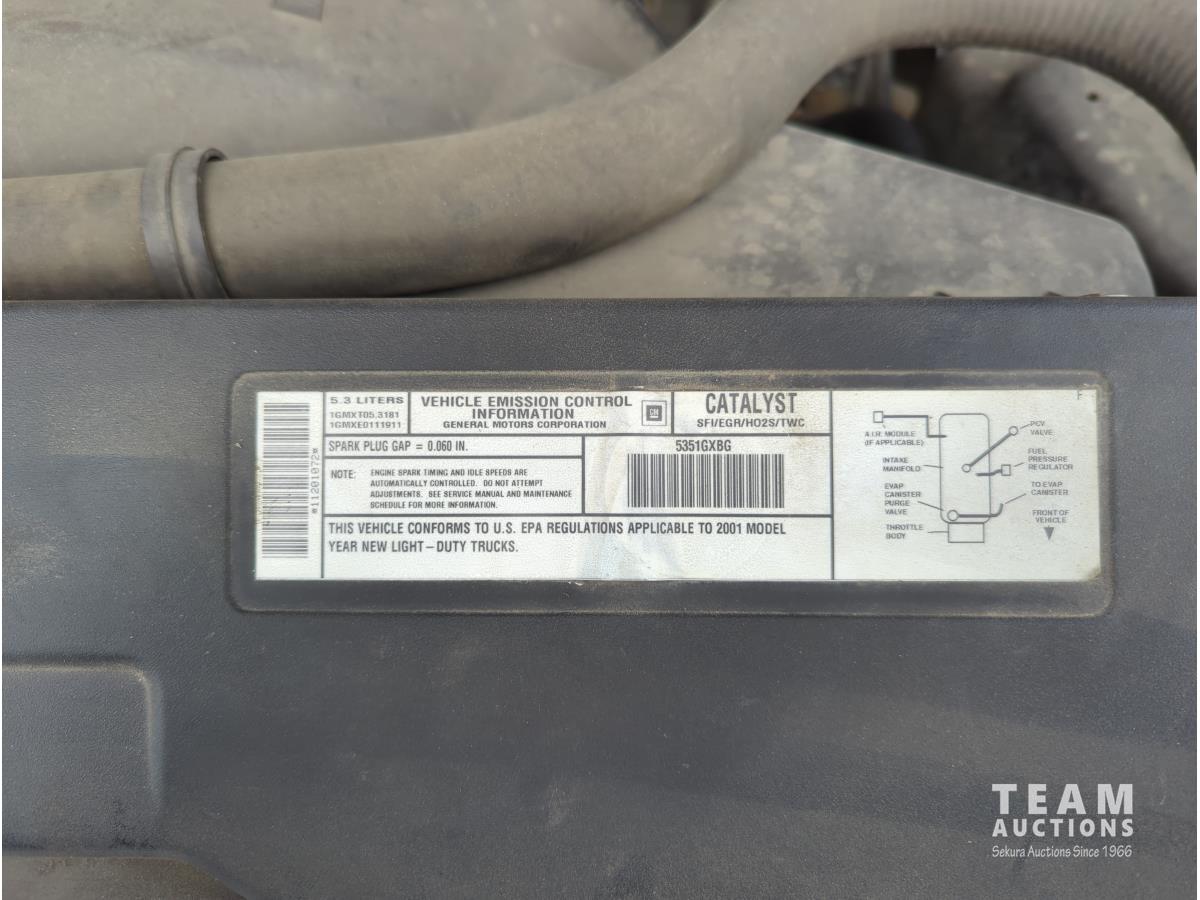 5.3 LITERS
1GMXT05.3181
1GMXE0111911
VEHICLE EMISSION CONTROL
INFORMATION
GENERAL MOTORS CORPORATION
GM
CATALYST
SFI/EGR/HO2S/TWC
SPARK PLUG GAP = 0.060 IN.
NOTE: ENGINE SPARK TIMING AND IDLE SPEEDS ARE
AUTOMATICALLY CONTROLLED. DO NOT ATTEMPT
ADJUSTMENTS. SEE SERVICE MANUAL AND MAINTENANCE
SCHEDULE FOR MORE INFORMATION.
5351GXBG
THIS VEHICLE CONFORMS TO U.S. EPA REGULATIONS APPLICABLE TO 2001 MODEL
YEAR NEW LIGHT-DUTY TRUCKS.
*11201072*
F
A.I.R. MODULE
(IF APPLICABLE)
INTAKE
MANIFOLD
EVAP
CANISTER
PURGE
VALVE
THROTTLE
BODY
PCV
VALVE
FUEL
PRESSURE
REGULATOR
TO EVAP
CANISTER
FRONT OF
VEHICLE
TEAM
AUCTIONS
Sekura Auctions Since 1966